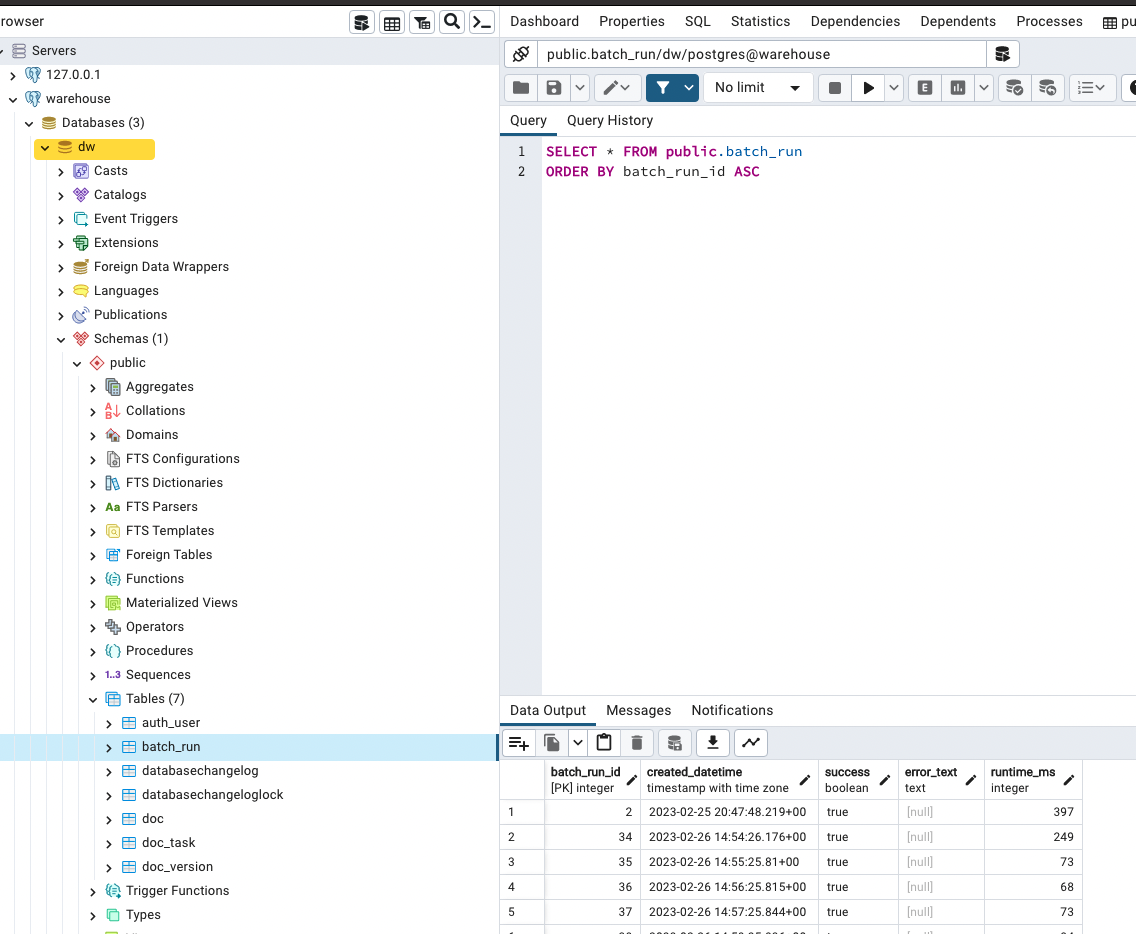 rowser
Dashboard Properties SQL Statistics Dependencies Dependents Processes pu
Servers
127.0.0.1
warehouse
Databases (3)
dw
Casts
Catalogs
Event Triggers
Extensions
Foreign Data Wrappers
Languages
Publications
Schemas (1)
public
Aggregates
Collations
Domains
FTS Configurations
FTS Dictionaries
Aa FTS Parsers
FTS Templates
Foreign Tables
Functions
Materialized Views
Operators
Procedures
1..3 Sequences
Tables (7)
auth_user
batch_run
databasechangelog
databasechangeloglock
doc
doc_task
doc_version
Trigger Functions
Types
public.batch_run/dw/postgres@warehouse
No limit
E
Query Query History
1 SELECT * FROM public.batch_run
2 ORDER BY batch_run_id ASC
Data Output Messages Notifications
batch_run_id created_datetime success error_text runtime_ms
[PK] integer timestamp with time zone boolean text integer
1 2 2023-02-25 20:47:48.219+00 true [null] 397
2 34 2023-02-26 14:54:26.176+00 true [null] 249
3 35 2023-02-26 14:55:25.81+00 true [null] 73
4 36 2023-02-26 14:56:25.815+00 true [null] 68
5 37 2023-02-26 14:57:25.844+00 true [null] 73